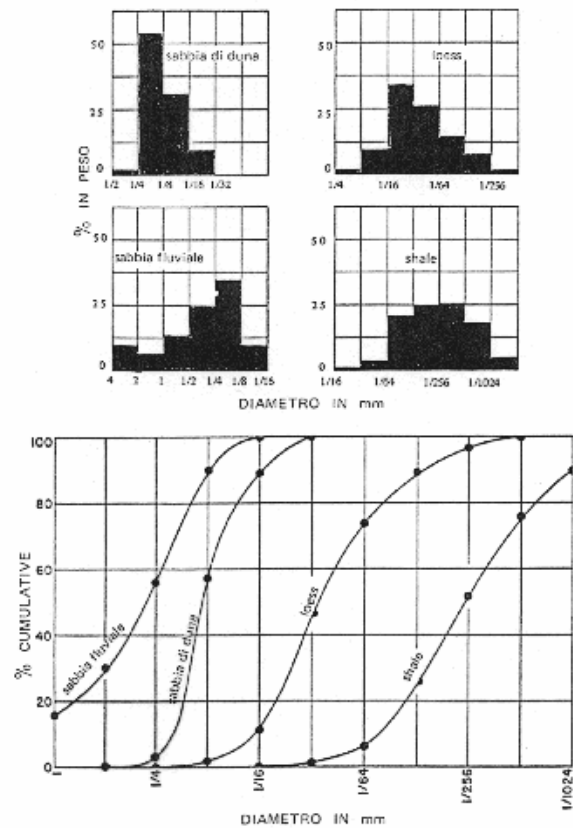 sabbia di duna
50
25
0
1/2 1/4 1/8 1/16 1/32
loess
50
25
0
1/4 1/16 1/64 1/256
% IN PESO
sabbia fluviale
50
25
0
4 2 1 1/2 1/4 1/8 1/16
shale
50
25
0
1/16 1/64 1/256 1/1024
DIAMETRO IN mm
100
80
60
40
20
0
% CUMULATIVE
sabbia fluviale
sabbia di duna
loess
shale
1 1/4 1/16 1/64 1/256 1/1024
DIAMETRO IN mm